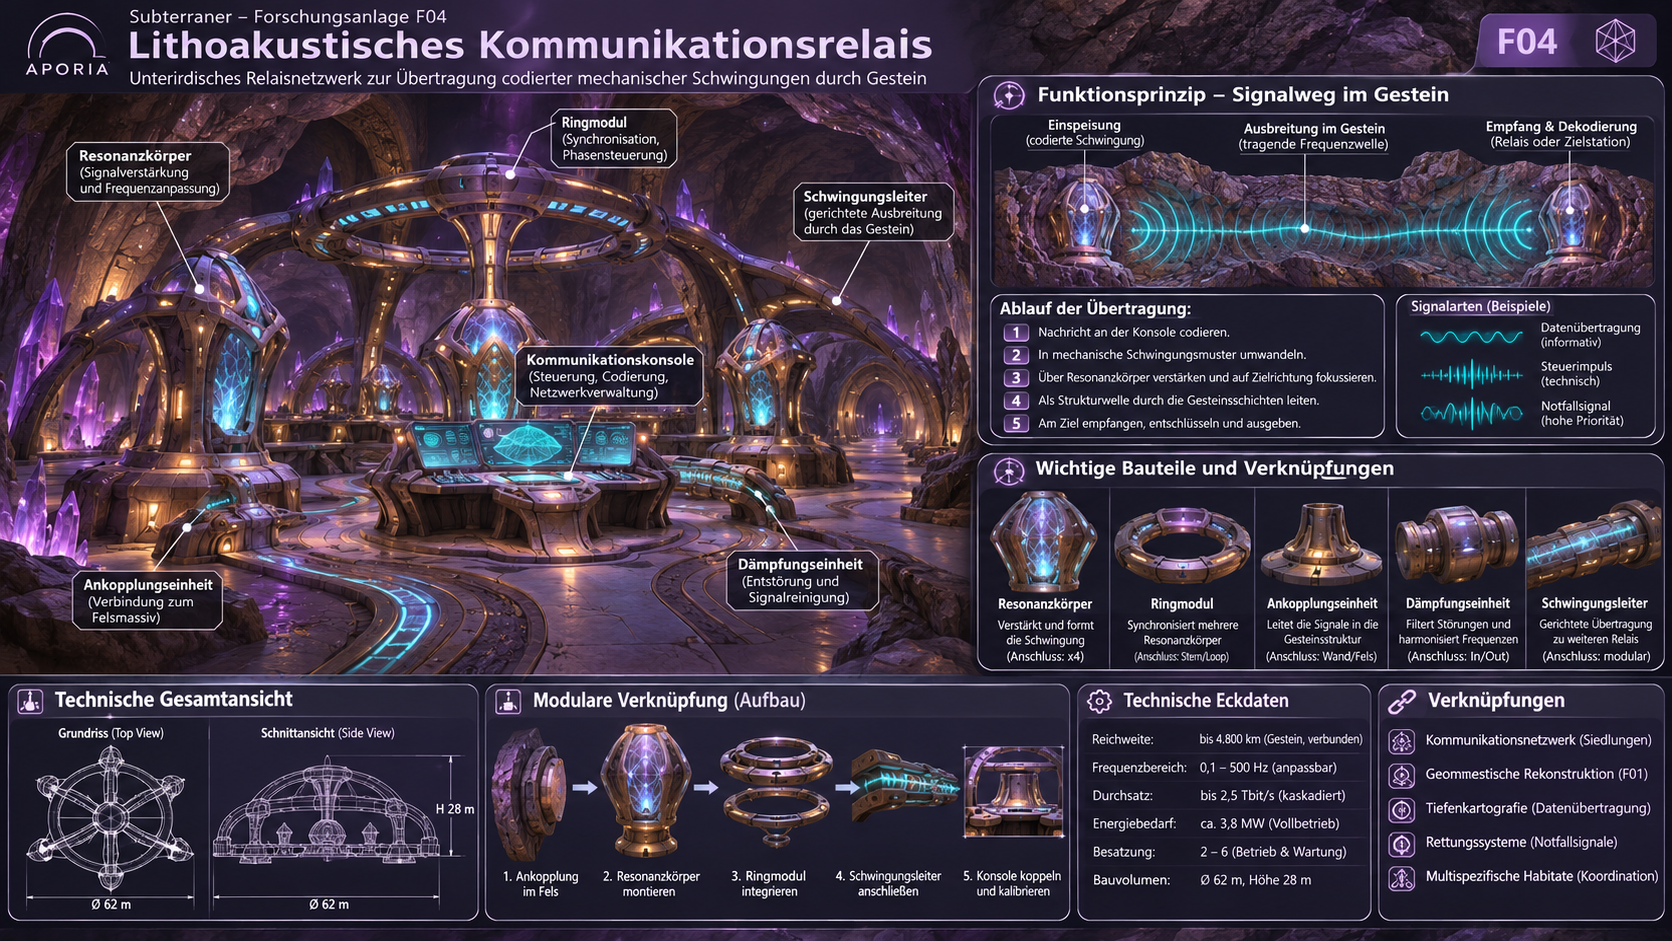 APORIA
Subterraner – Forschungsanlage F04
Lithoakustisches Kommunikationsrelais
Unterirdisches Relaisnetzwerk zur Übertragung codierter mechanischer Schwingungen durch Gestein
F04
Resonanzkörper
(Signalverstärkung
und Frequenzanpassung)
Ringmodul
(Synchronisation,
Phasensteuerung)
Schwingungsleiter
(gerichtete Ausbreitung
durch das Gestein)
Kommunikationskonsole
(Steuerung, Codierung,
Netzwerkverwaltung)
Ankopplungseinheit
(Verbindung zum
Felsmassiv)
Dämpfungseinheit
(Entstörung und
Signalreinigung)
Funktionsprinzip – Signalweg im Gestein
Einspeisung
(codierte Schwingung)
Ausbreitung im Gestein
(tragende Frequenzwelle)
Empfang & Dekodierung
(Relais oder Zielstation)
Ablauf der Übertragung:
1 Nachricht an der Konsole codieren.
2 In mechanische Schwingungsmuster umwandeln.
3 Über Resonanzkörper verstärken und auf Zielrichtung fokussieren.
4 Als Strukturwelle durch die Gesteinsschichten leiten.
5 Am Ziel empfangen, entschlüsseln und ausgeben.
Signalarten (Beispiele)
Datenübertragung
(informativ)
Steuerimpuls
(technisch)
Notfallsignal
(hohe Priorität)
Wichtige Bauteile und Verknüpfungen
Resonanzkörper
Verstärkt und formt
die Schwingung
(Anschluss: x4)
Ringmodul
Synchronisiert mehrere
Resonanzkörper
(Anschluss: Stern/Loop)
Ankopplungseinheit
Leitet die Signale in die
Gesteinsstruktur
(Anschluss: Wand/Fels)
Dämpfungseinheit
Filtert Störungen und
harmonisiert Frequenzen
(Anschluss: In/Out)
Schwingungsleiter
Gerichtete Übertragung
zu weiteren Relais
(Anschluss: modular)
Technische Gesamtansicht
Grundriss (Top View)
Ø 62 m
Schnittansicht (Side View)
H 28 m
Ø 62 m
Modulare Verknüpfung (Aufbau)
1. Ankopplung
im Fels
2. Resonanzkörper
montieren
3. Ringmodul
integrieren
4. Schwingungsleiter
anschließen
5. Konsole koppeln
und kalibrieren
Technische Eckdaten
Reichweite: bis 4.800 km (Gestein, verbunden)
Frequenzbereich: 0,1 – 500 Hz (anpassbar)
Durchsatz: bis 2,5 Tbit/s (kaskadiert)
Energiebedarf: ca. 3,8 MW (Vollbetrieb)
Besatzung: 2 – 6 (Betrieb & Wartung)
Bauvolumen: Ø 62 m, Höhe 28 m
Verknüpfungen
Kommunikationsnetzwerk (Siedlungen)
Geommestische Rekonstruktion (F01)
Tiefenkartografie (Datenübertragung)
Rettungssysteme (Notfallsignale)
Multispezifische Habitate (Koordination)